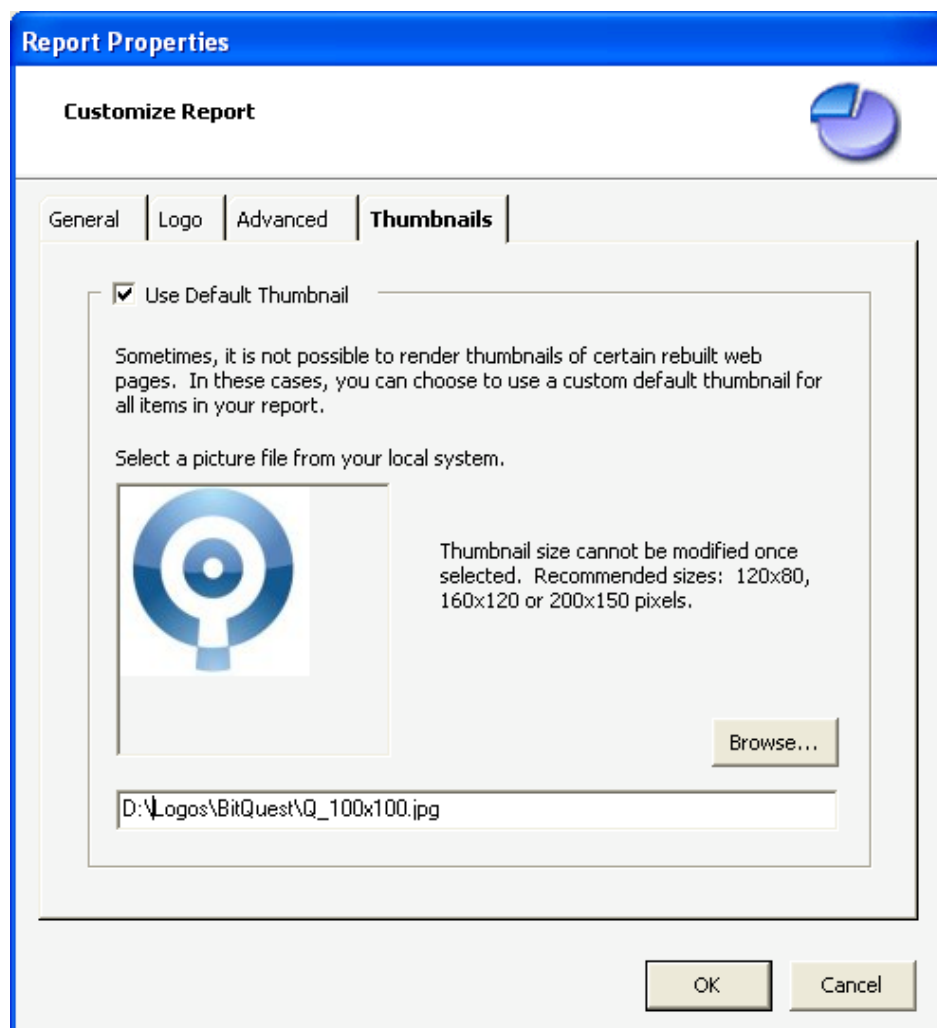 Report Properties
Customize Report
General
Logo
Advanced
Thumbnails
Use Default Thumbnail
Sometimes, it is not possible to render thumbnails of certain rebuilt web
pages.  In these cases, you can choose to use a custom default thumbnail for
all items in your report.
Select a picture file from your local system.
Thumbnail size cannot be modified once
selected.  Recommended sizes:  120x80,
160x120 or 200x150 pixels.
Browse...
D:\Logos\BitQuest\Q_100x100.jpg
OK
Cancel